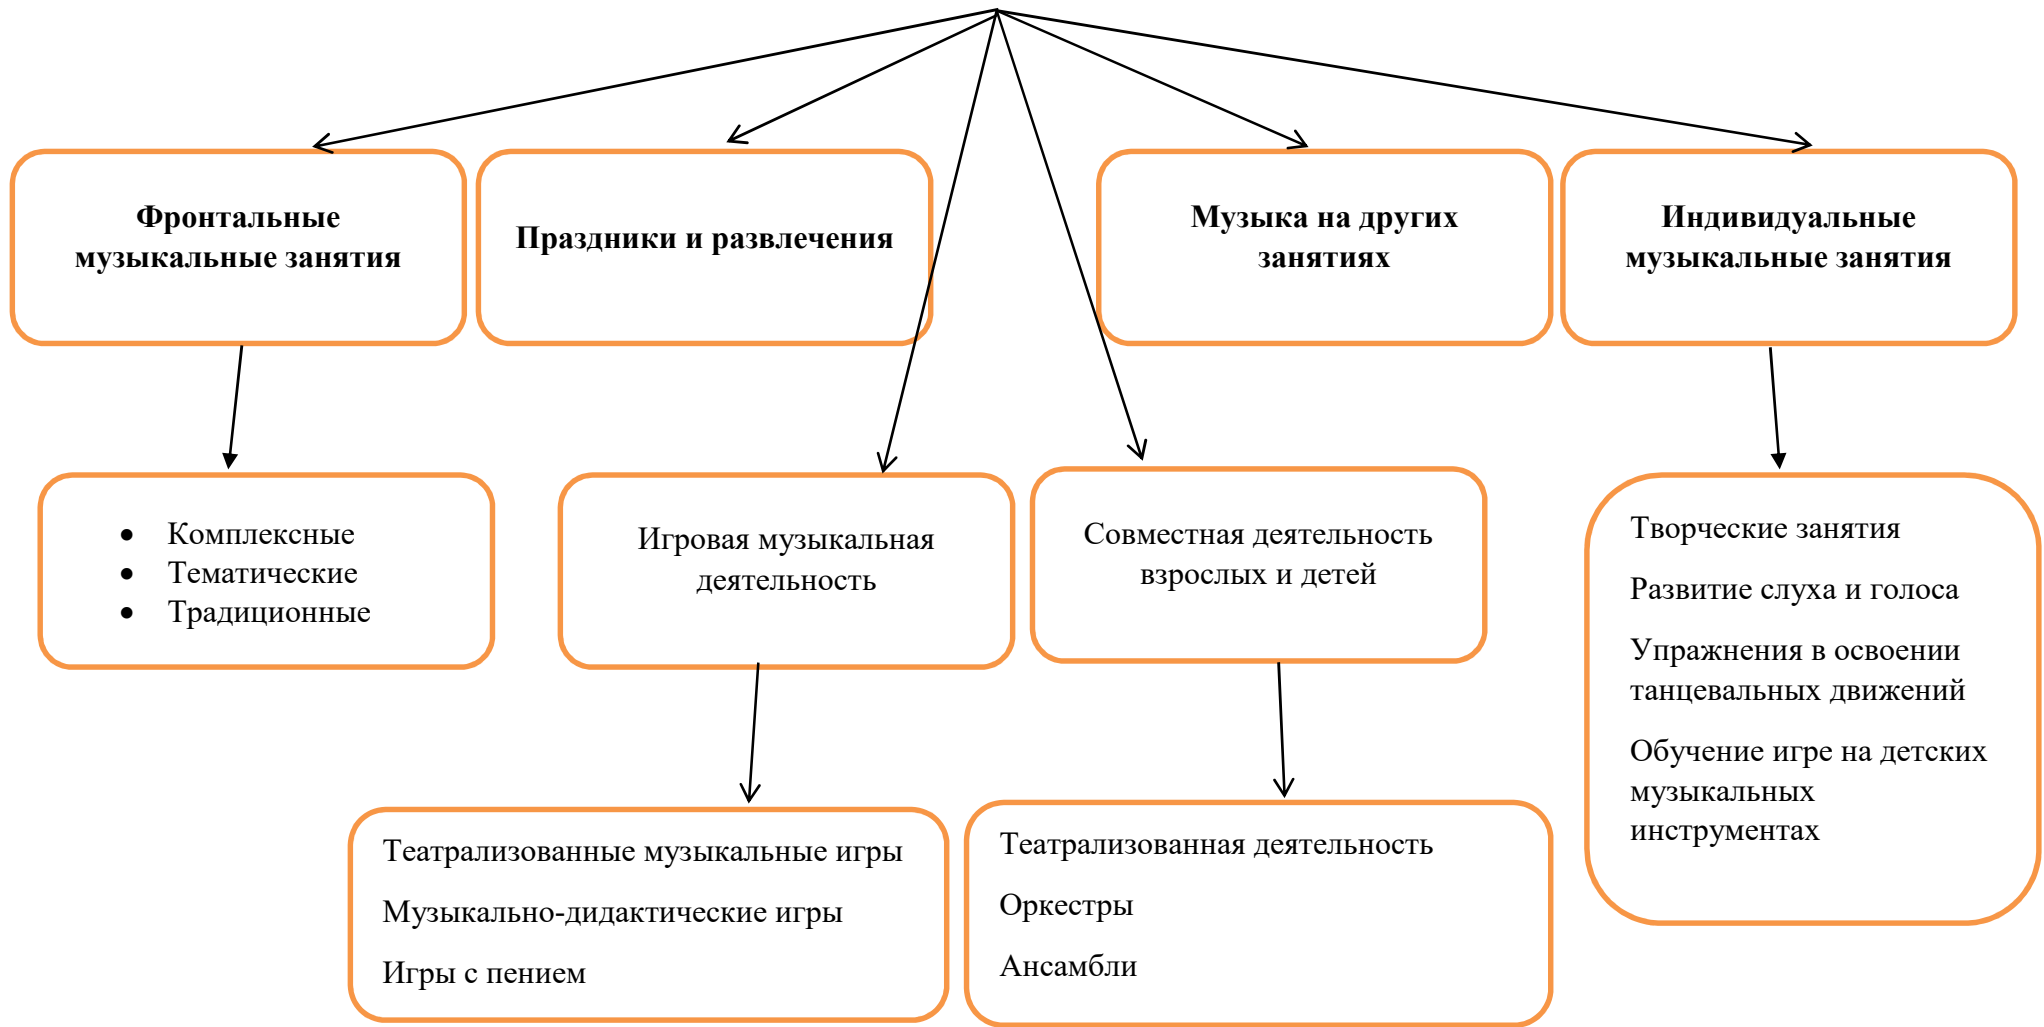 Фронтальные
музыкальные занятия
Праздники и развлечения
Музыка на других
занятиях
Индивидуальные
музыкальные занятия
• Комплексные
• Тематические
• Традиционные
Игровая музыкальная
деятельность
Совместная деятельность
взрослых и детей
Творческие занятия
Развитие слуха и голоса
Упражнения в освоении
танцевальных движений
Обучение игре на детских
музыкальных
инструментах
Театрализованные музыкальные игры
Музыкально-дидактические игры
Игры с пением
Театрализованная деятельность
Оркестры
Ансамбли